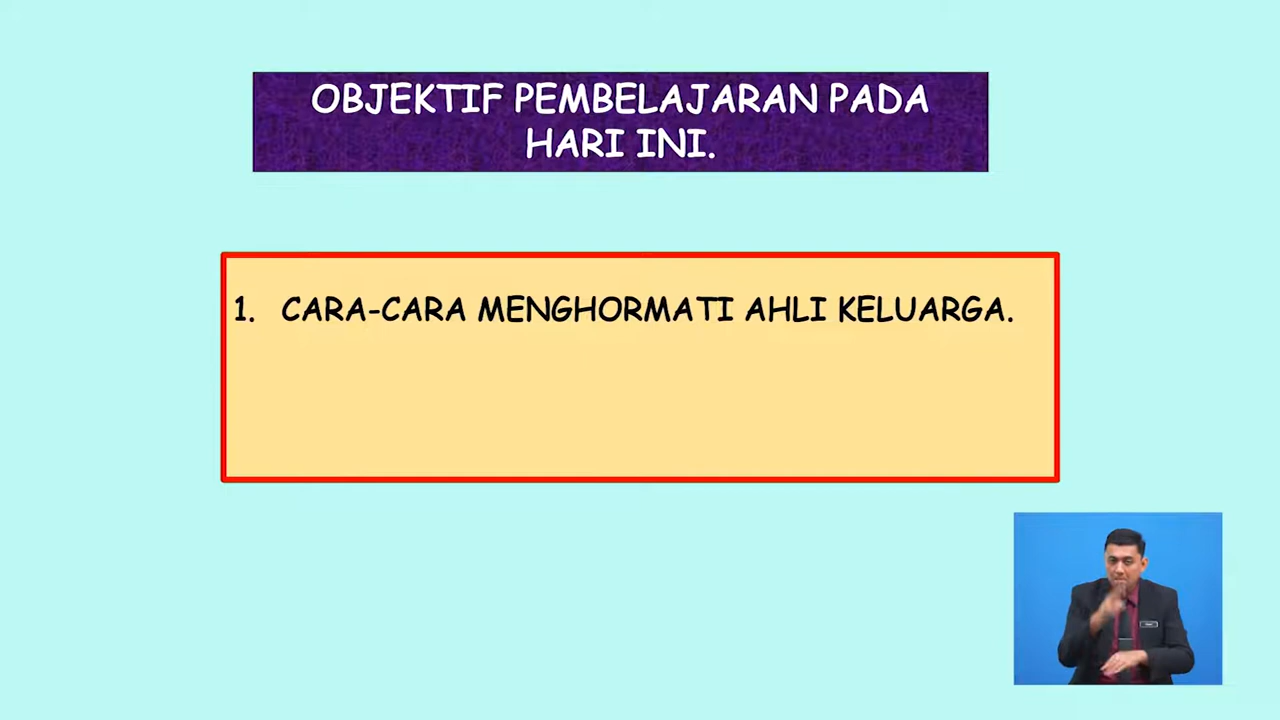 OBJEKTIF PEMBELAJARAN PADA
HARI INI.
1. CARA-CARA MENGHORMATI AHLI KELUARGA.